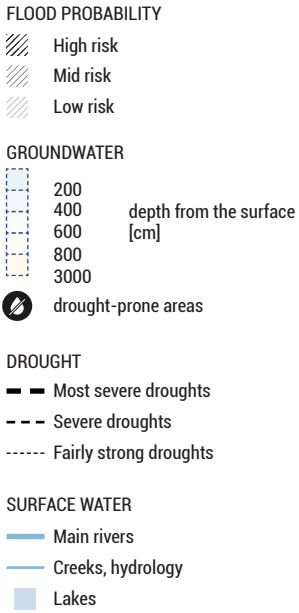 FLOOD PROBABILITY
High risk
Mid risk
Low risk
GROUNDWATER
200
400
600
800
3000
depth from the surface
[cm]
drought-prone areas
DROUGHT
Most severe droughts
Severe droughts
Fairly strong droughts
SURFACE WATER
Main rivers
Creeks, hydrology
Lakes